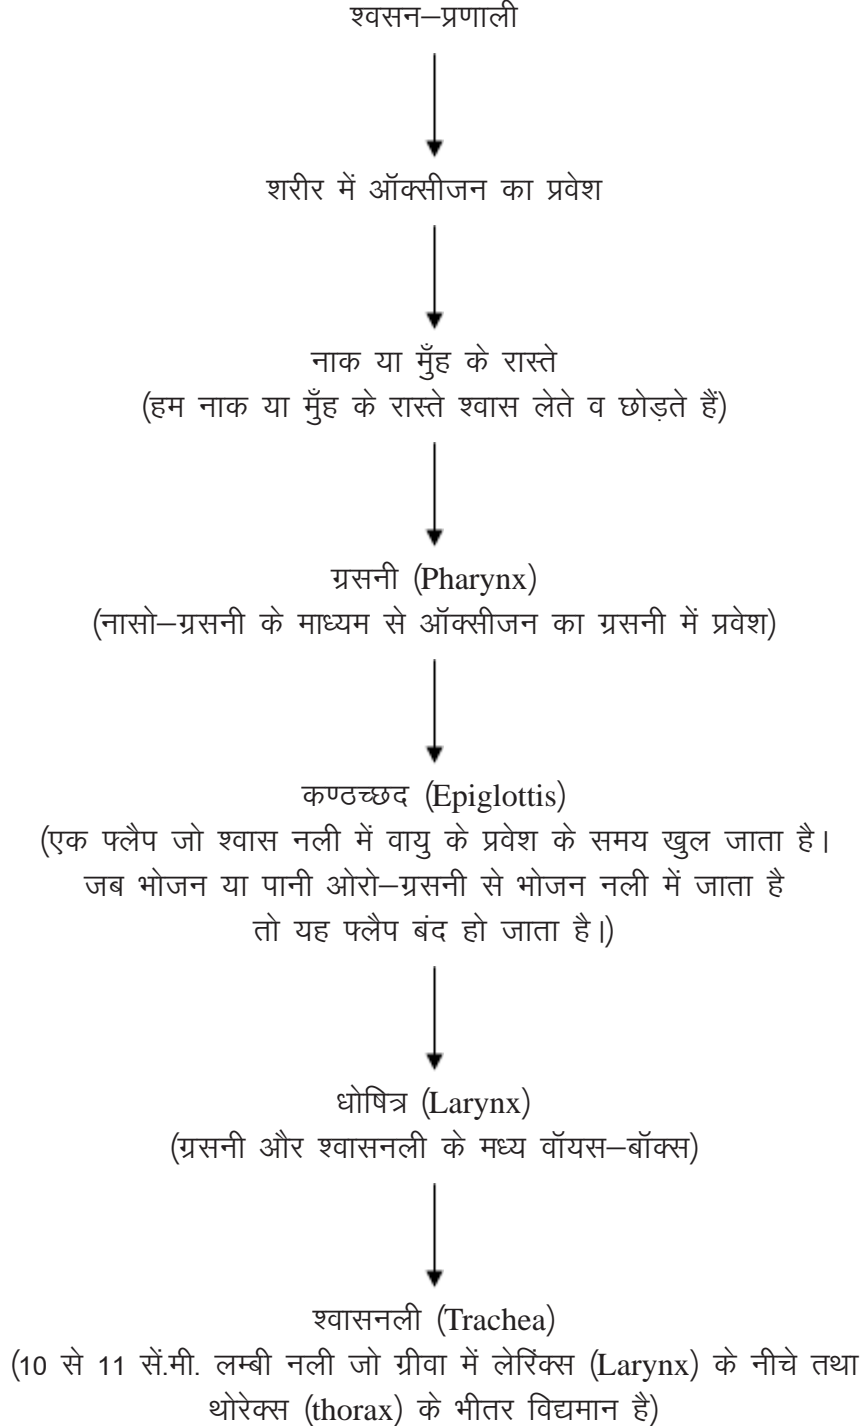 श्वसन–प्रणाली
शरीर में ऑक्सीजन का प्रवेश
नाक या मुँह के रास्ते
(हम नाक या मुँह के रास्ते श्वास लेते व छोड़ते हैं)
ग्रसनी (Pharynx)
(नासो–ग्रसनी के माध्यम से ऑक्सीजन का ग्रसनी में प्रवेश)
कण्ठच्छद (Epiglottis)
(एक फ्लैप जो श्वास नली में वायु के प्रवेश के समय खुल जाता है।
जब भोजन या पानी ओरो–ग्रसनी से भोजन नली में जाता है
तो यह फ्लैप बंद हो जाता है।)
धोषित्र (Larynx)
(ग्रसनी और श्वासनली के मध्य वॉयस–बॉक्स)
श्वासनली (Trachea)
(10 से 11 सें.मी. लम्बी नली जो ग्रीवा में लेरिंक्स (Larynx) के नीचे तथा
थोरेक्स (thorax) के भीतर विद्यमान है)